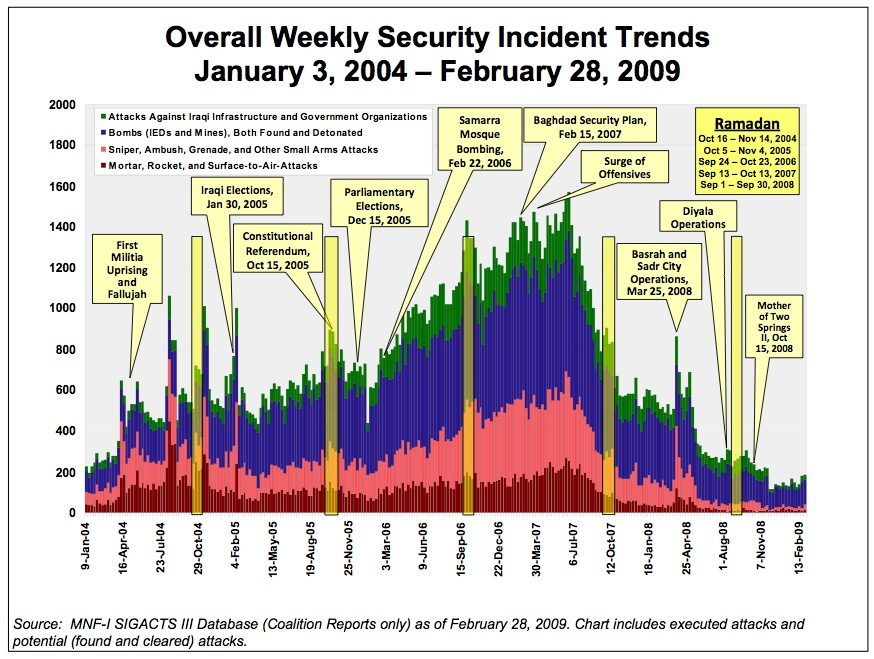 Overall Weekly Security Incident Trends
January 3, 2004 – February 28, 2009
2000
1800
1600
1400
1200
1000
800
600
400
200
0
Attacks Against Iraqi Infrastructure and Government Organizations
Bombs (IEDs and Mines), Both Found and Detonated
Sniper, Ambush, Grenade, and Other Small Arms Attacks
Mortar, Rocket, and Surface-to-Air-Attacks
First
Militia
Uprising
and
Fallujah
Iraqi Elections,
Jan 30, 2005
Constitutional
Referendum,
Oct 15, 2005
Parliamentary
Elections,
Dec 15, 2005
Samarra
Mosque
Bombing,
Feb 22, 2006
Baghdad Security Plan,
Feb 15, 2007
Surge of
Offensives
Ramadan
Oct 16 – Nov 14, 2004
Oct 5 – Nov 4, 2005
Sep 24 – Oct 23, 2006
Sep 13 – Oct 13, 2007
Sep 1 – Sep 30, 2008
Diyala
Operations
Basrah and
Sadr City
Operations,
Mar 25, 2008
Mother
of Two
Springs
II, Oct
15, 2008
9-Jan-04
16-Apr-04
23-Jul-04
29-Oct-04
4-Feb-05
13-May-05
19-Aug-05
25-Nov-05
3-Mar-06
9-Jun-06
15-Sep-06
22-Dec-06
30-Mar-07
6-Jul-07
12-Oct-07
18-Jan-08
25-Apr-08
1-Aug-08
7-Nov-08
13-Feb-09
Source: MNF-I SIGACTS III Database (Coalition Reports only) as of February 28, 2009. Chart includes executed attacks and
potential (found and cleared) attacks.